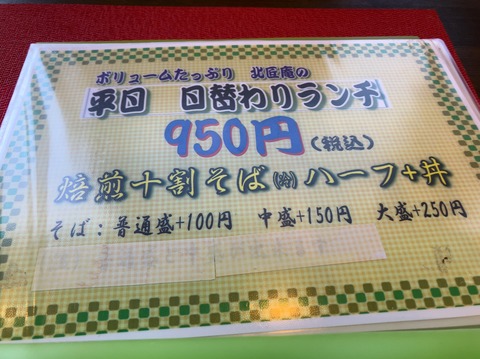 ボリュームたっぷり 北匠庵の
平日 日替わりランチ
950円(税込)
焙煎十割そば(冷)ハーフ+丼
そば：普通盛+100円 中盛+150円 大盛+250円